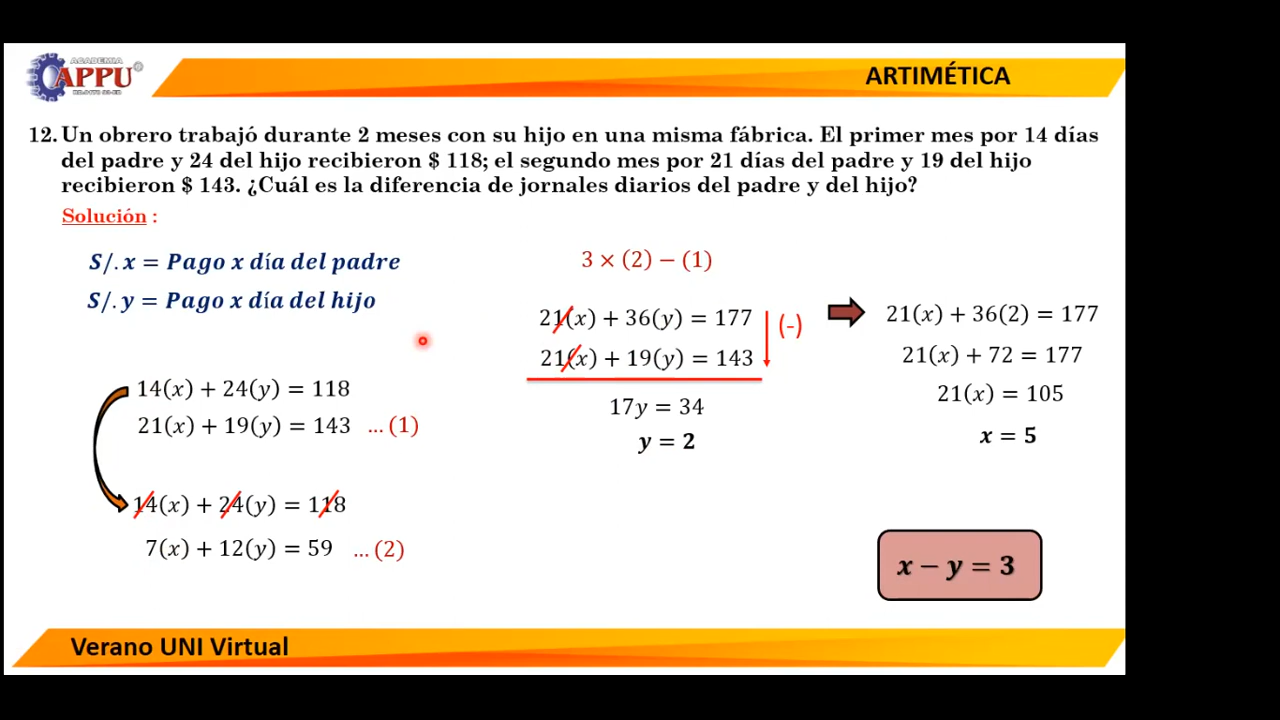 ACADEMIA
APPU
ARTIMÉTICA
12. Un obrero trabajó durante 2 meses con su hijo en una misma fábrica. El primer mes por 14 días
del padre y 24 del hijo recibieron $ 118; el segundo mes por 21 días del padre y 19 del hijo
recibieron $ 143. ¿Cuál es la diferencia de jornales diarios del padre y del hijo?
Solución :
S/. x = Pago x día del padre
S/. y = Pago x día del hijo
14(x) + 24(y) = 118
21(x) + 19(y) = 143 ... (1)
14(x) + 24(y) = 118
7(x) + 12(y) = 59 ... (2)
3 × (2) − (1)
21(x) + 36(y) = 177
21(x) + 19(y) = 143
(-)
17y = 34
y = 2
21(x) + 36(2) = 177
21(x) + 72 = 177
21(x) = 105
x = 5
x − y = 3
Verano UNI Virtual